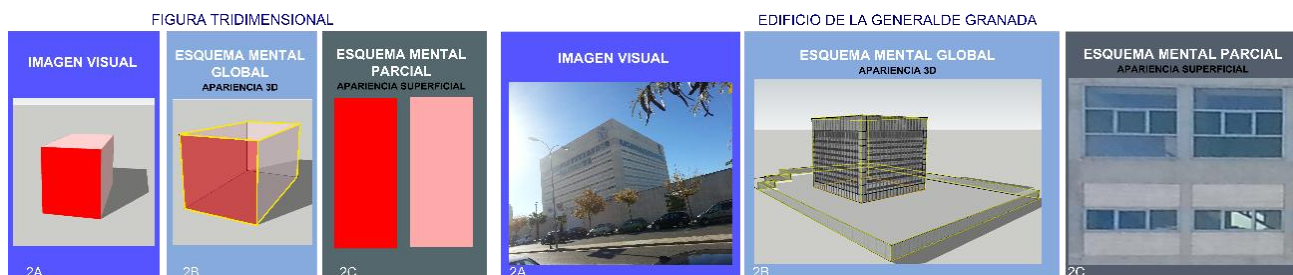 FIGURA TRIDIMENSIONAL
IMAGEN VISUAL
2A
ESQUEMA MENTAL
GLOBAL
APARIENCIA 3D
2B
ESQUEMA MENTAL
PARCIAL
APARIENCIA SUPERFICIAL
2C
EDIFICIO DE LA GENERALDE GRANADA
IMAGEN VISUAL
2A
ESQUEMA MENTAL GLOBAL
APARIENCIA 3D
2B
ESQUEMA MENTAL PARCIAL
APARIENCIA SUPERFICIAL
2C